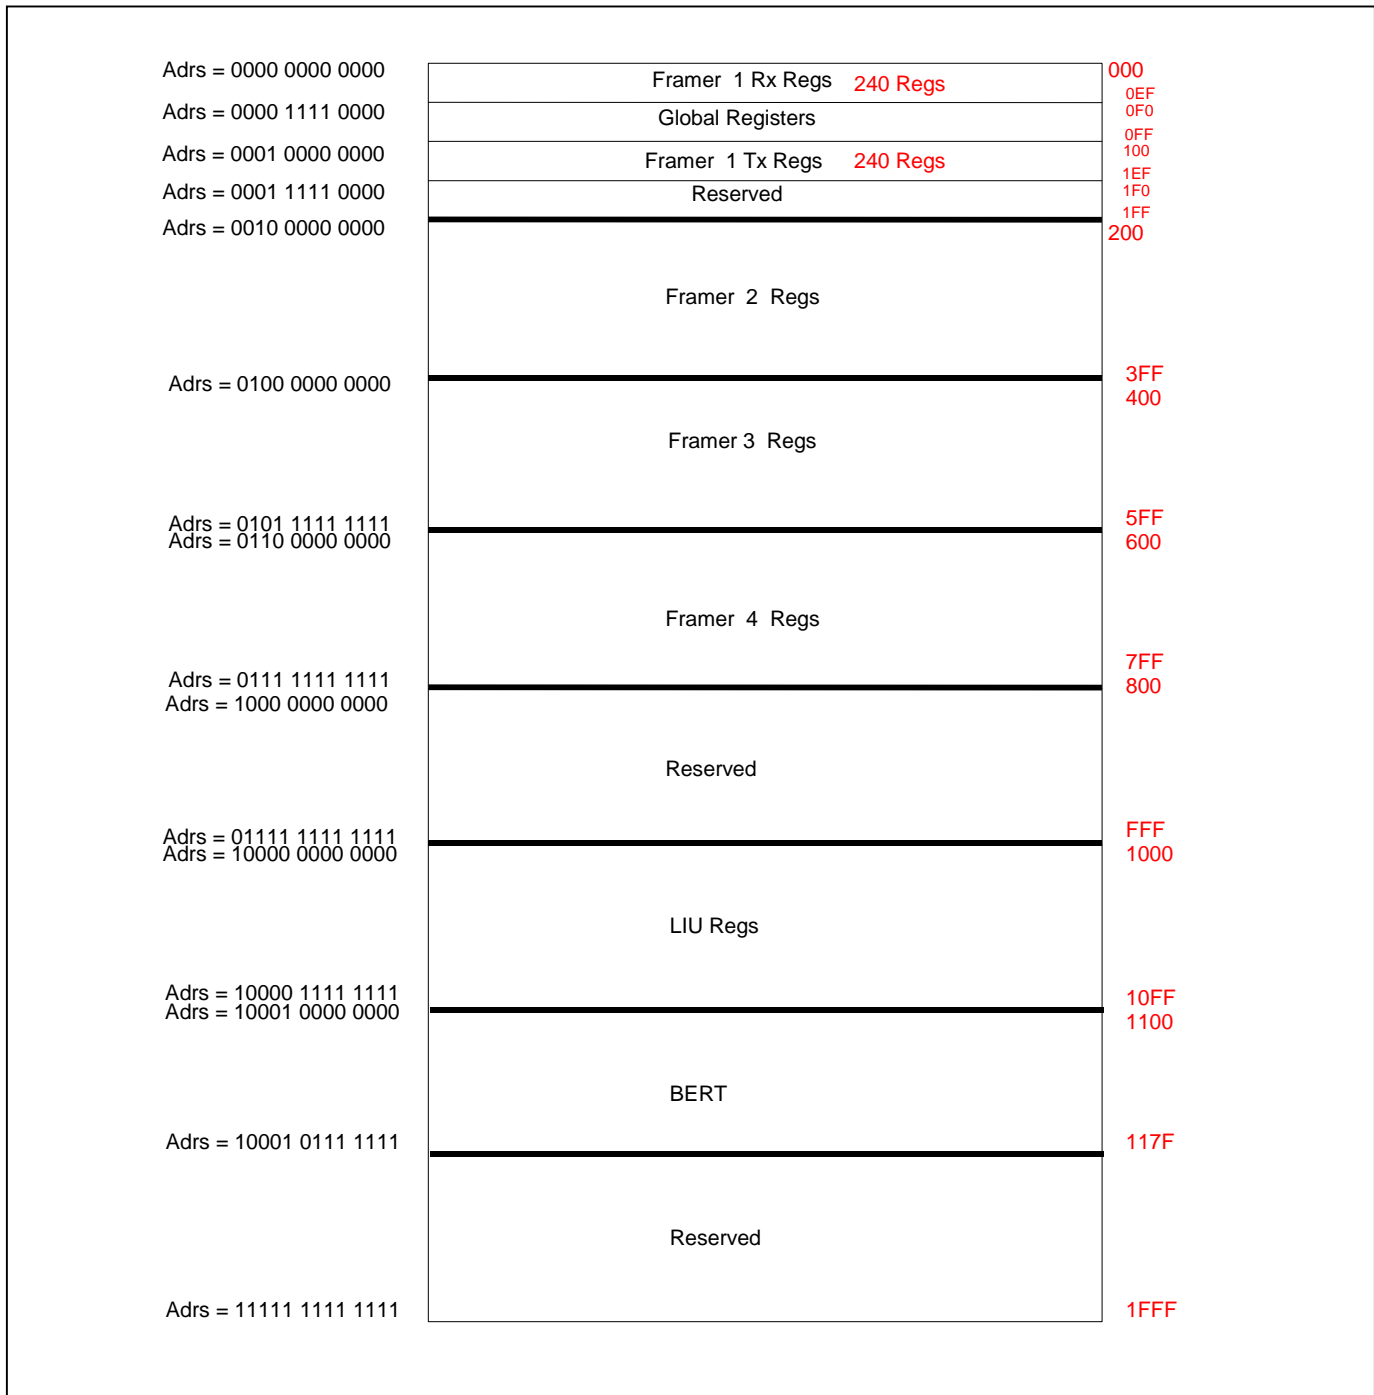 Adrs = 0000 0000 0000
Framer 1 Rx Regs 240 Regs
000
0EF
Adrs = 0000 1111 0000
Global Registers
0F0
0FF
Adrs = 0001 0000 0000
Framer 1 Tx Regs 240 Regs
100
1EF
Adrs = 0001 1111 0000
Reserved
1F0
1FF
Adrs = 0010 0000 0000
200
Framer 2 Regs
3FF
Adrs = 0100 0000 0000
400
Framer 3 Regs
Adrs = 0101 1111 1111
5FF
Adrs = 0110 0000 0000
600
Framer 4 Regs
Adrs = 0111 1111 1111
7FF
Adrs = 1000 0000 0000
800
Reserved
Adrs = 01111 1111 1111
FFF
Adrs = 10000 0000 0000
1000
LIU Regs
Adrs = 10000 1111 1111
10FF
Adrs = 10001 0000 0000
1100
BERT
Adrs = 10001 0111 1111
117F
Reserved
Adrs = 11111 1111 1111
1FFF